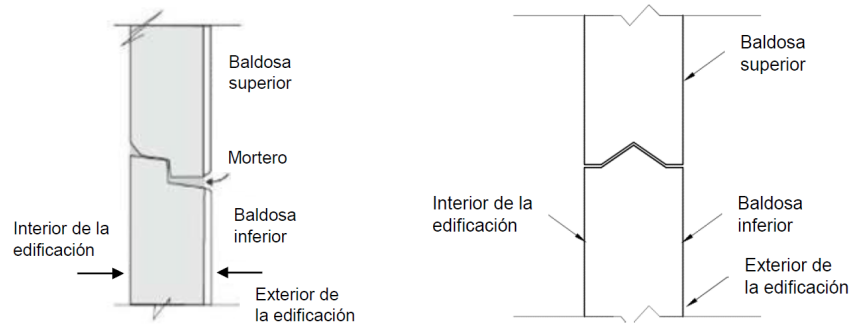 Baldosa
superior
Mortero
Baldosa
inferior
Interior de la
edificación
Exterior de
la edificación
Baldosa
superior
Interior de la
edificación
Baldosa
inferior
Exterior de
la edificación